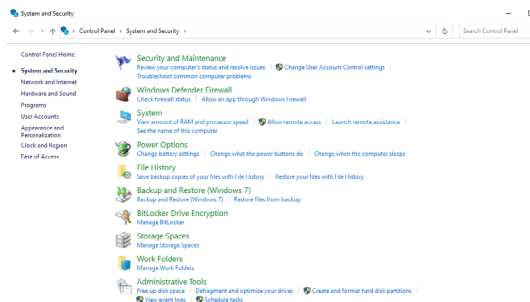 System and Security
Control Panel > System and Security >
Search Control Panel
Control Panel Home
System and Security
Network and Internet
Hardware and Sound
Programs
User Accounts
Appearance and
Personalization
Clock and Region
Ease of Access
Security and Maintenance
Review your computer's status and resolve issues | Change User Account Control settings |
Troubleshoot common computer problems
Windows Defender Firewall
Check firewall status | Allow an app through Windows Firewall
System
View amount of RAM and processor speed | Allow remote access | Launch remote assistance |
See the name of this computer
Power Options
Change battery settings | Change what the power buttons do | Change when the computer sleeps
File History
Save backup copies of your files with File History | Restore your files with File History
Backup and Restore (Windows 7)
Backup and Restore (Windows 7) | Restore files from backup
BitLocker Drive Encryption
Manage BitLocker
Storage Spaces
Manage Storage Spaces
Work Folders
Manage Work Folders
Administrative Tools
Free up disk space | Defragment and optimize your drives | Create and format hard disk partitions |
View event logs | Schedule tasks